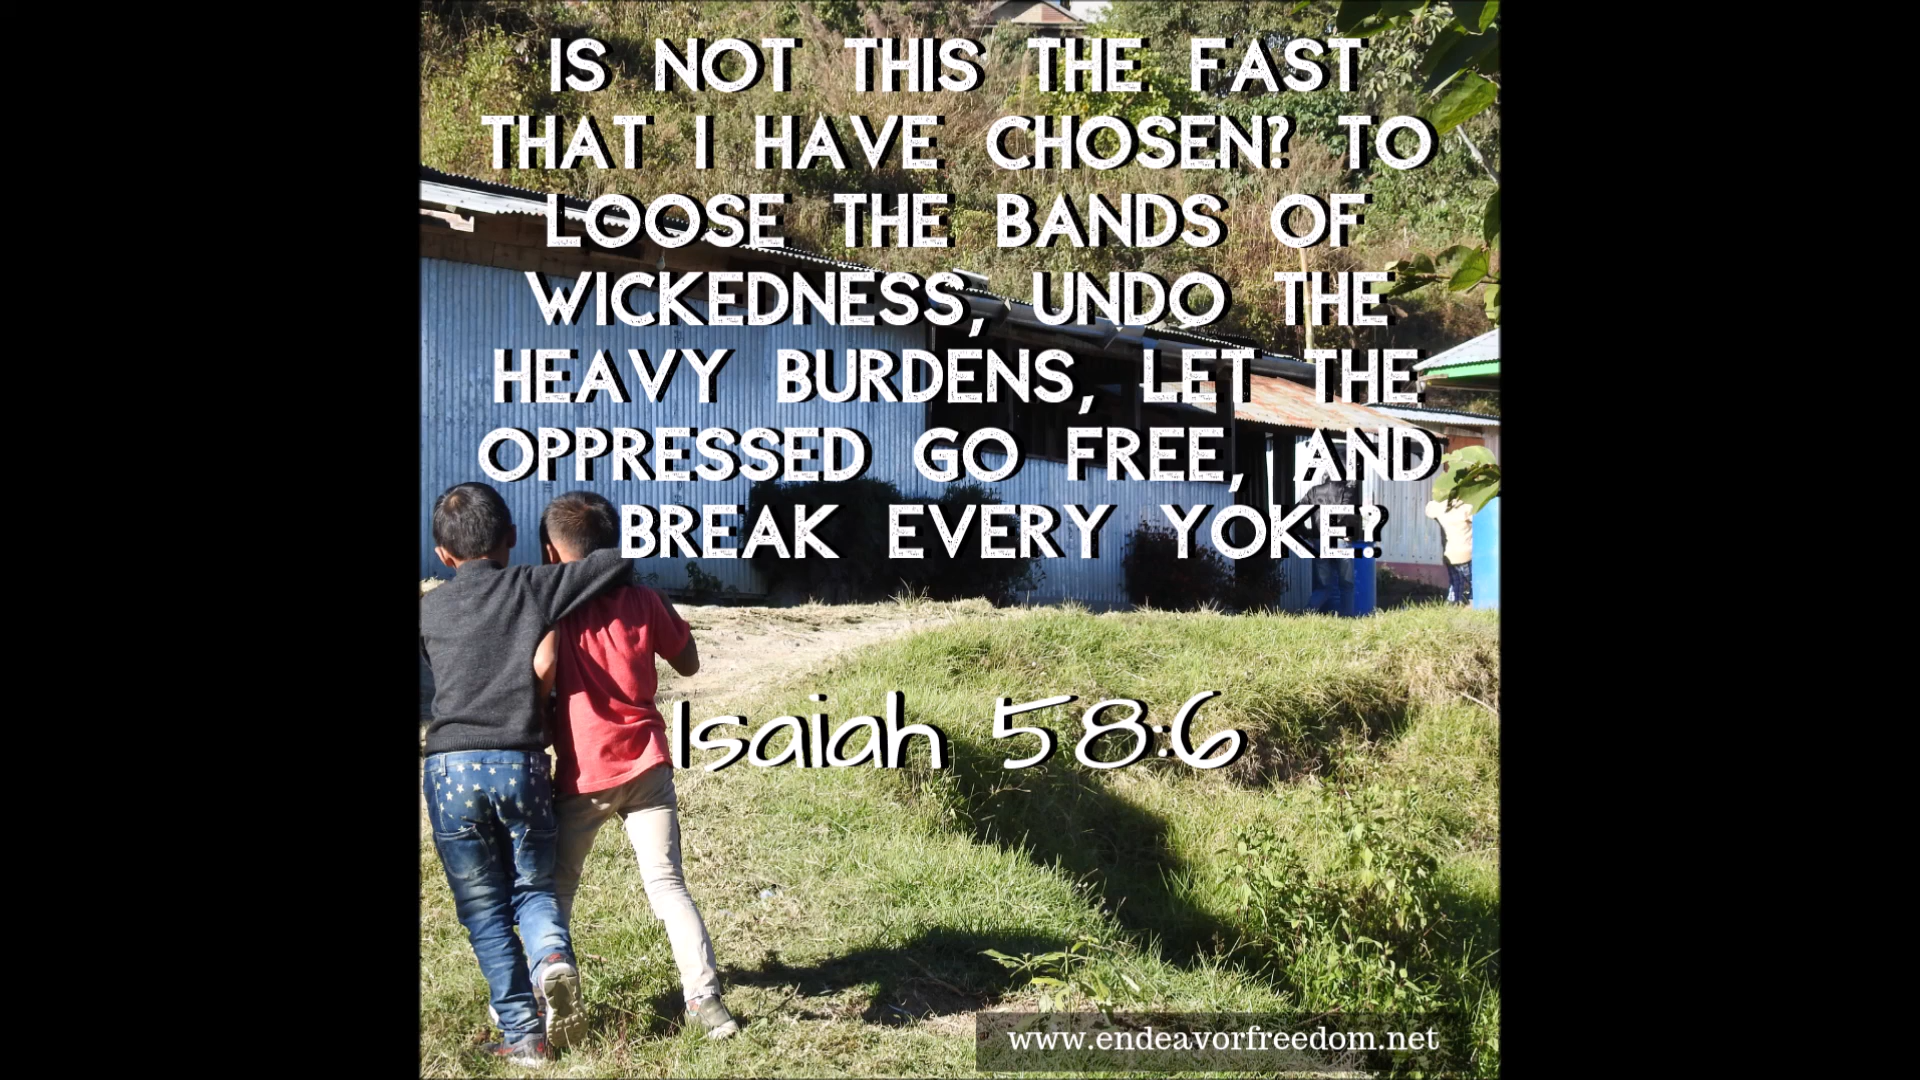 IS NOT THIS THE FAST
THAT I HAVE CHOSEN? TO
LOOSE THE BANDS OF
WICKEDNESS, UNDO THE
HEAVY BURDENS, LET THE
OPPRESSED GO FREE, AND
BREAK EVERY YOKE?
Isaiah 58:6
www.endeavorfreedom.net